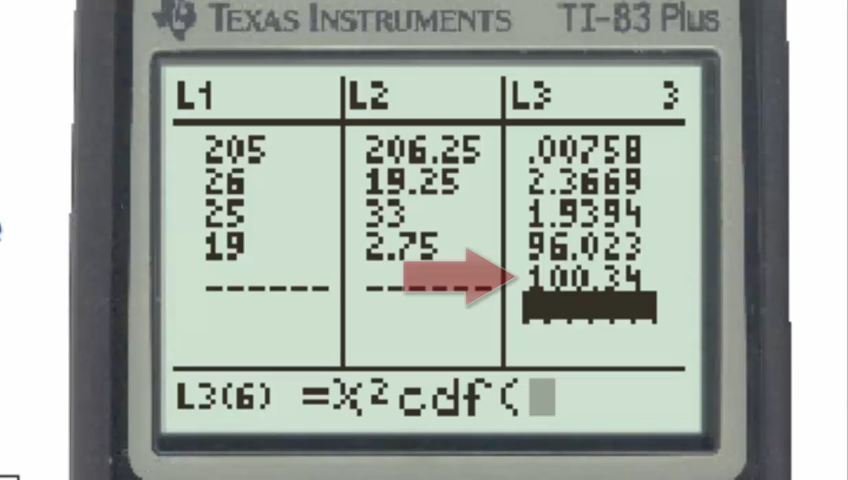 TEXAS INSTRUMENTS TI-83 Plus
L1 L2 L3 3
205 206.25 .00758
26 19.25 2.3669
25 33 1.9394
19 2.75 96.023
------ ------ 100.34
L3(6) =χ²cdf(